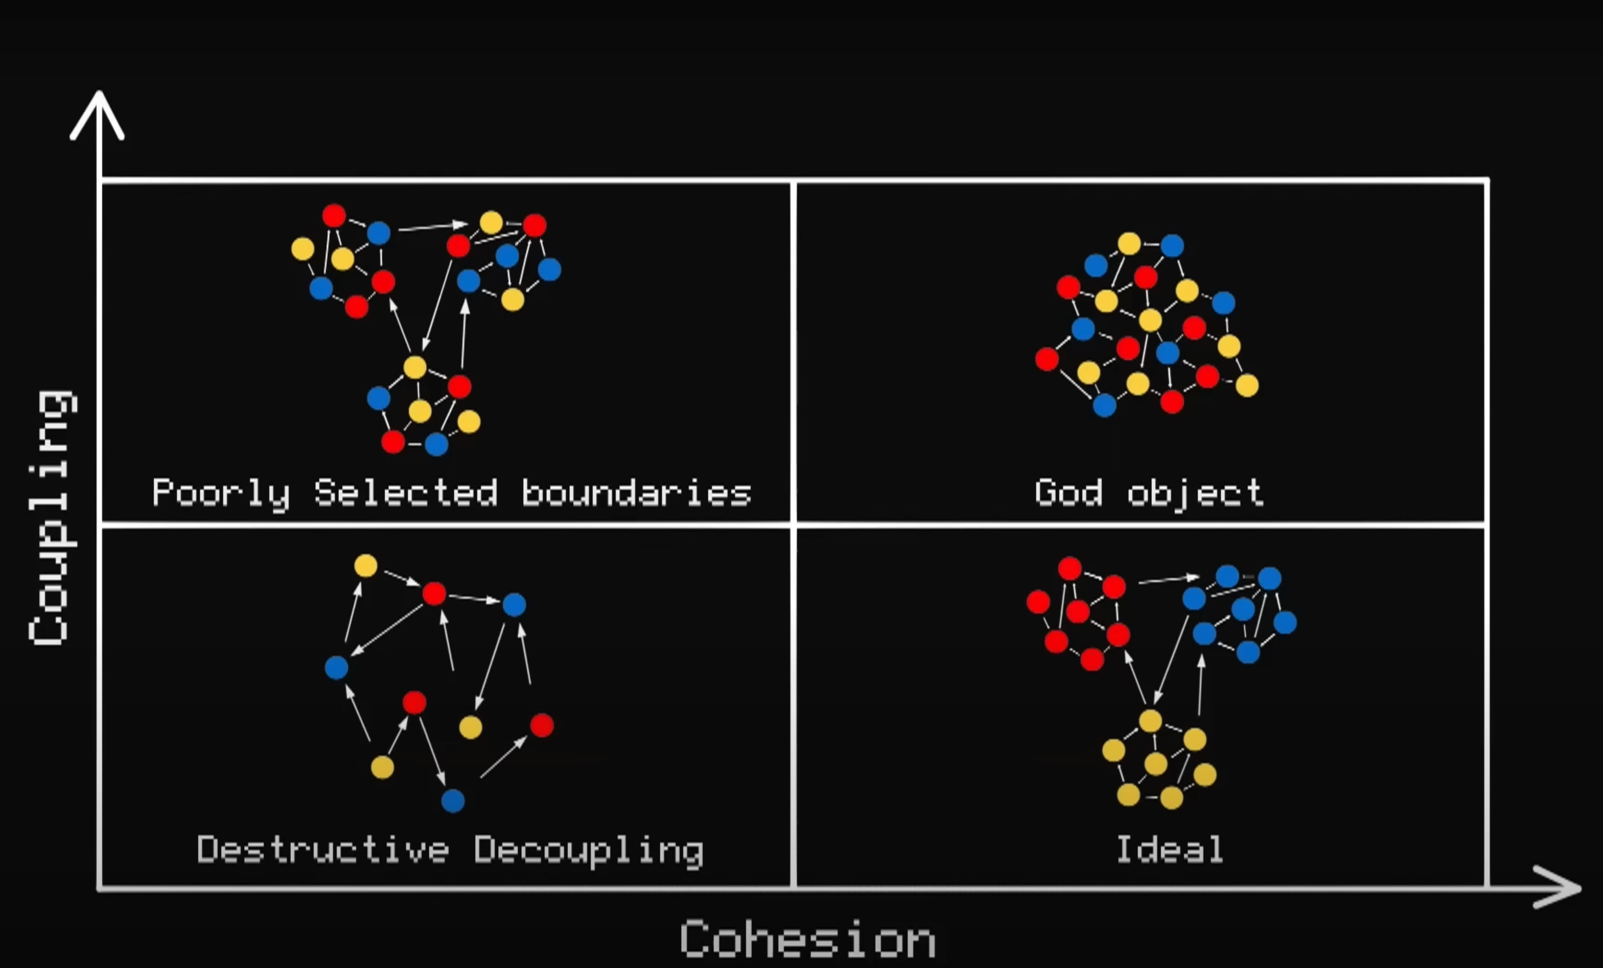 Coupling
Poorly Selected boundaries
God object
Destructive Decoupling
Ideal
Cohesion